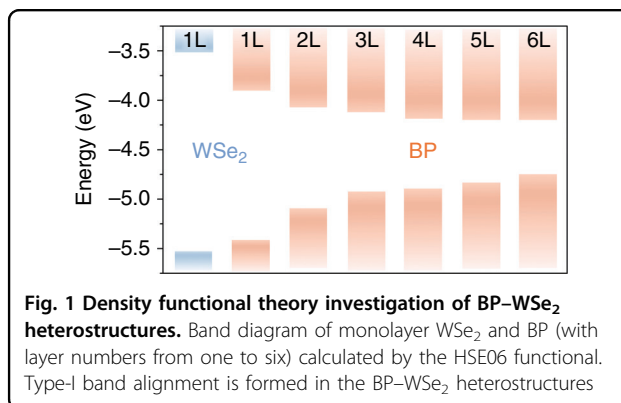 1L 1L 2L 3L 4L 5L 6L
−3.5
−4.0
−4.5
−5.0
−5.5
Energy (eV)
WSe₂ BP
Fig. 1 Density functional theory investigation of BP–WSe₂
heterostructures. Band diagram of monolayer WSe₂ and BP (with
layer numbers from one to six) calculated by the HSE06 functional.
Type-I band alignment is formed in the BP–WSe₂ heterostructures